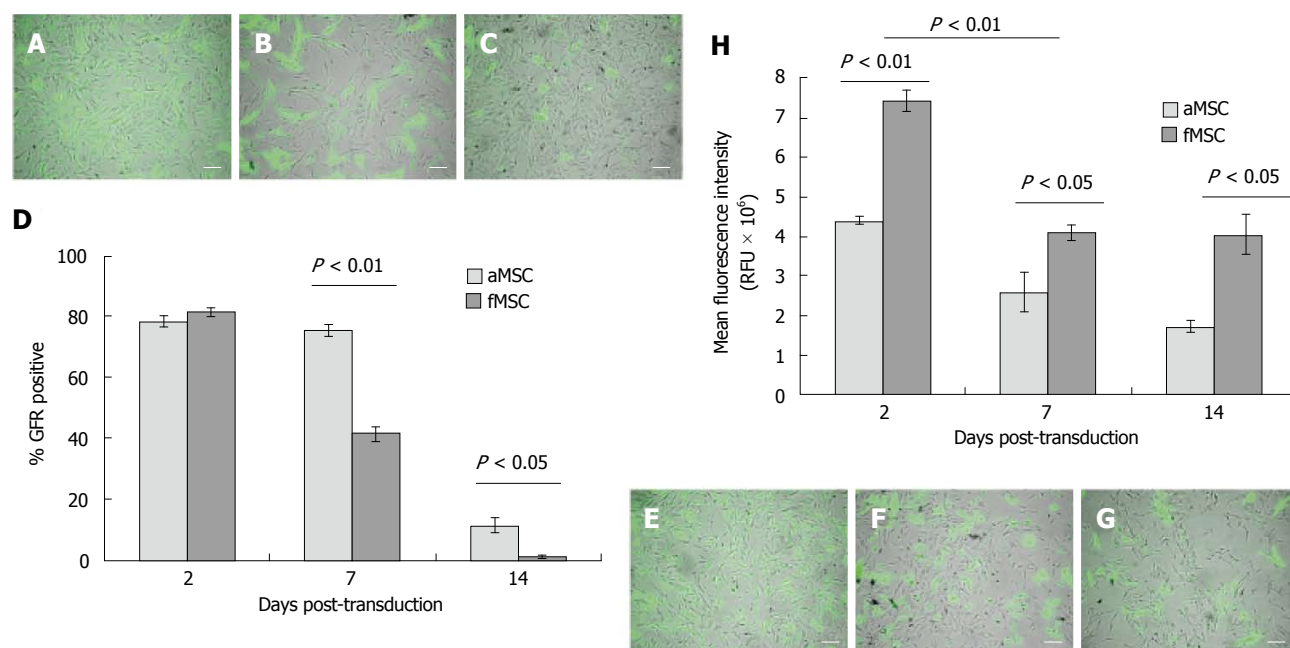 A
B
C
D
100
80
60
40
20
0
% GFR positive
P < 0.01
P < 0.05
aMSC
fMSC
2
7
14
Days post-transduction
H
P < 0.01
P < 0.01
P < 0.05
P < 0.05
aMSC
fMSC
8
7
6
5
4
3
2
1
0
Mean fluorescence intensity
(RFU × 10⁶)
2
7
14
Days post-transduction
E
F
G